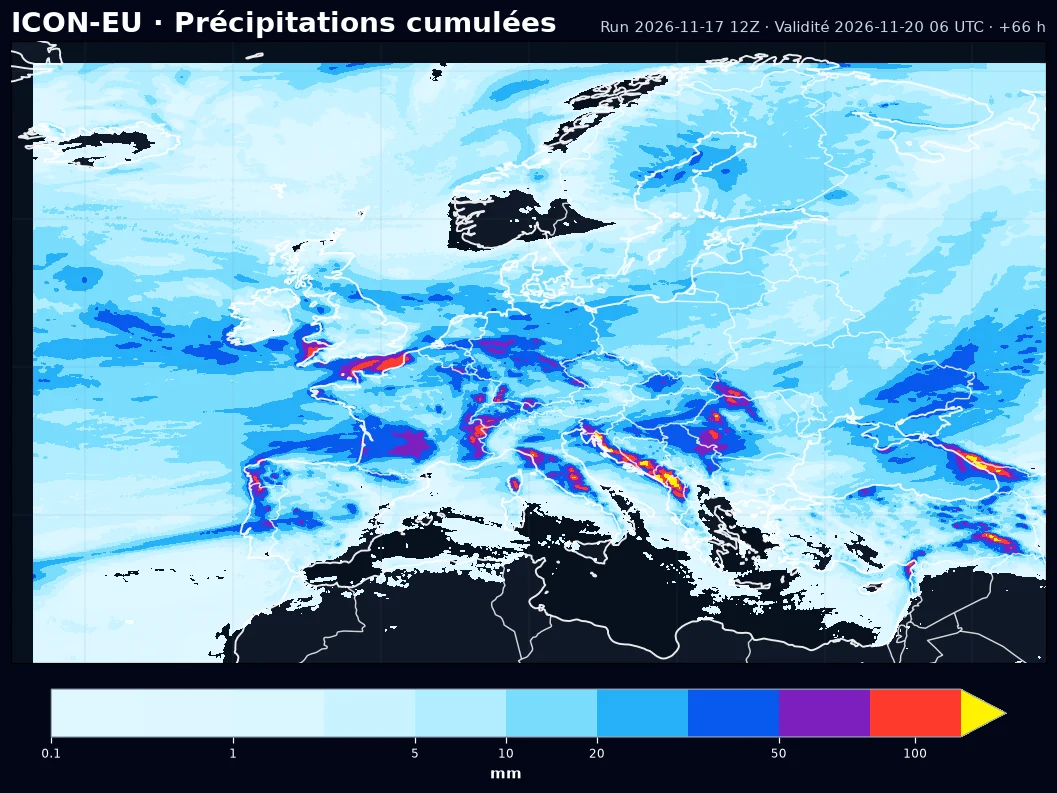 ICON-EU · Précipitations cumulées
Run 2026-11-17 12Z · Validité 2026-11-20 06 UTC · +66 h
0.1 1 5 10 20 50 100
mm